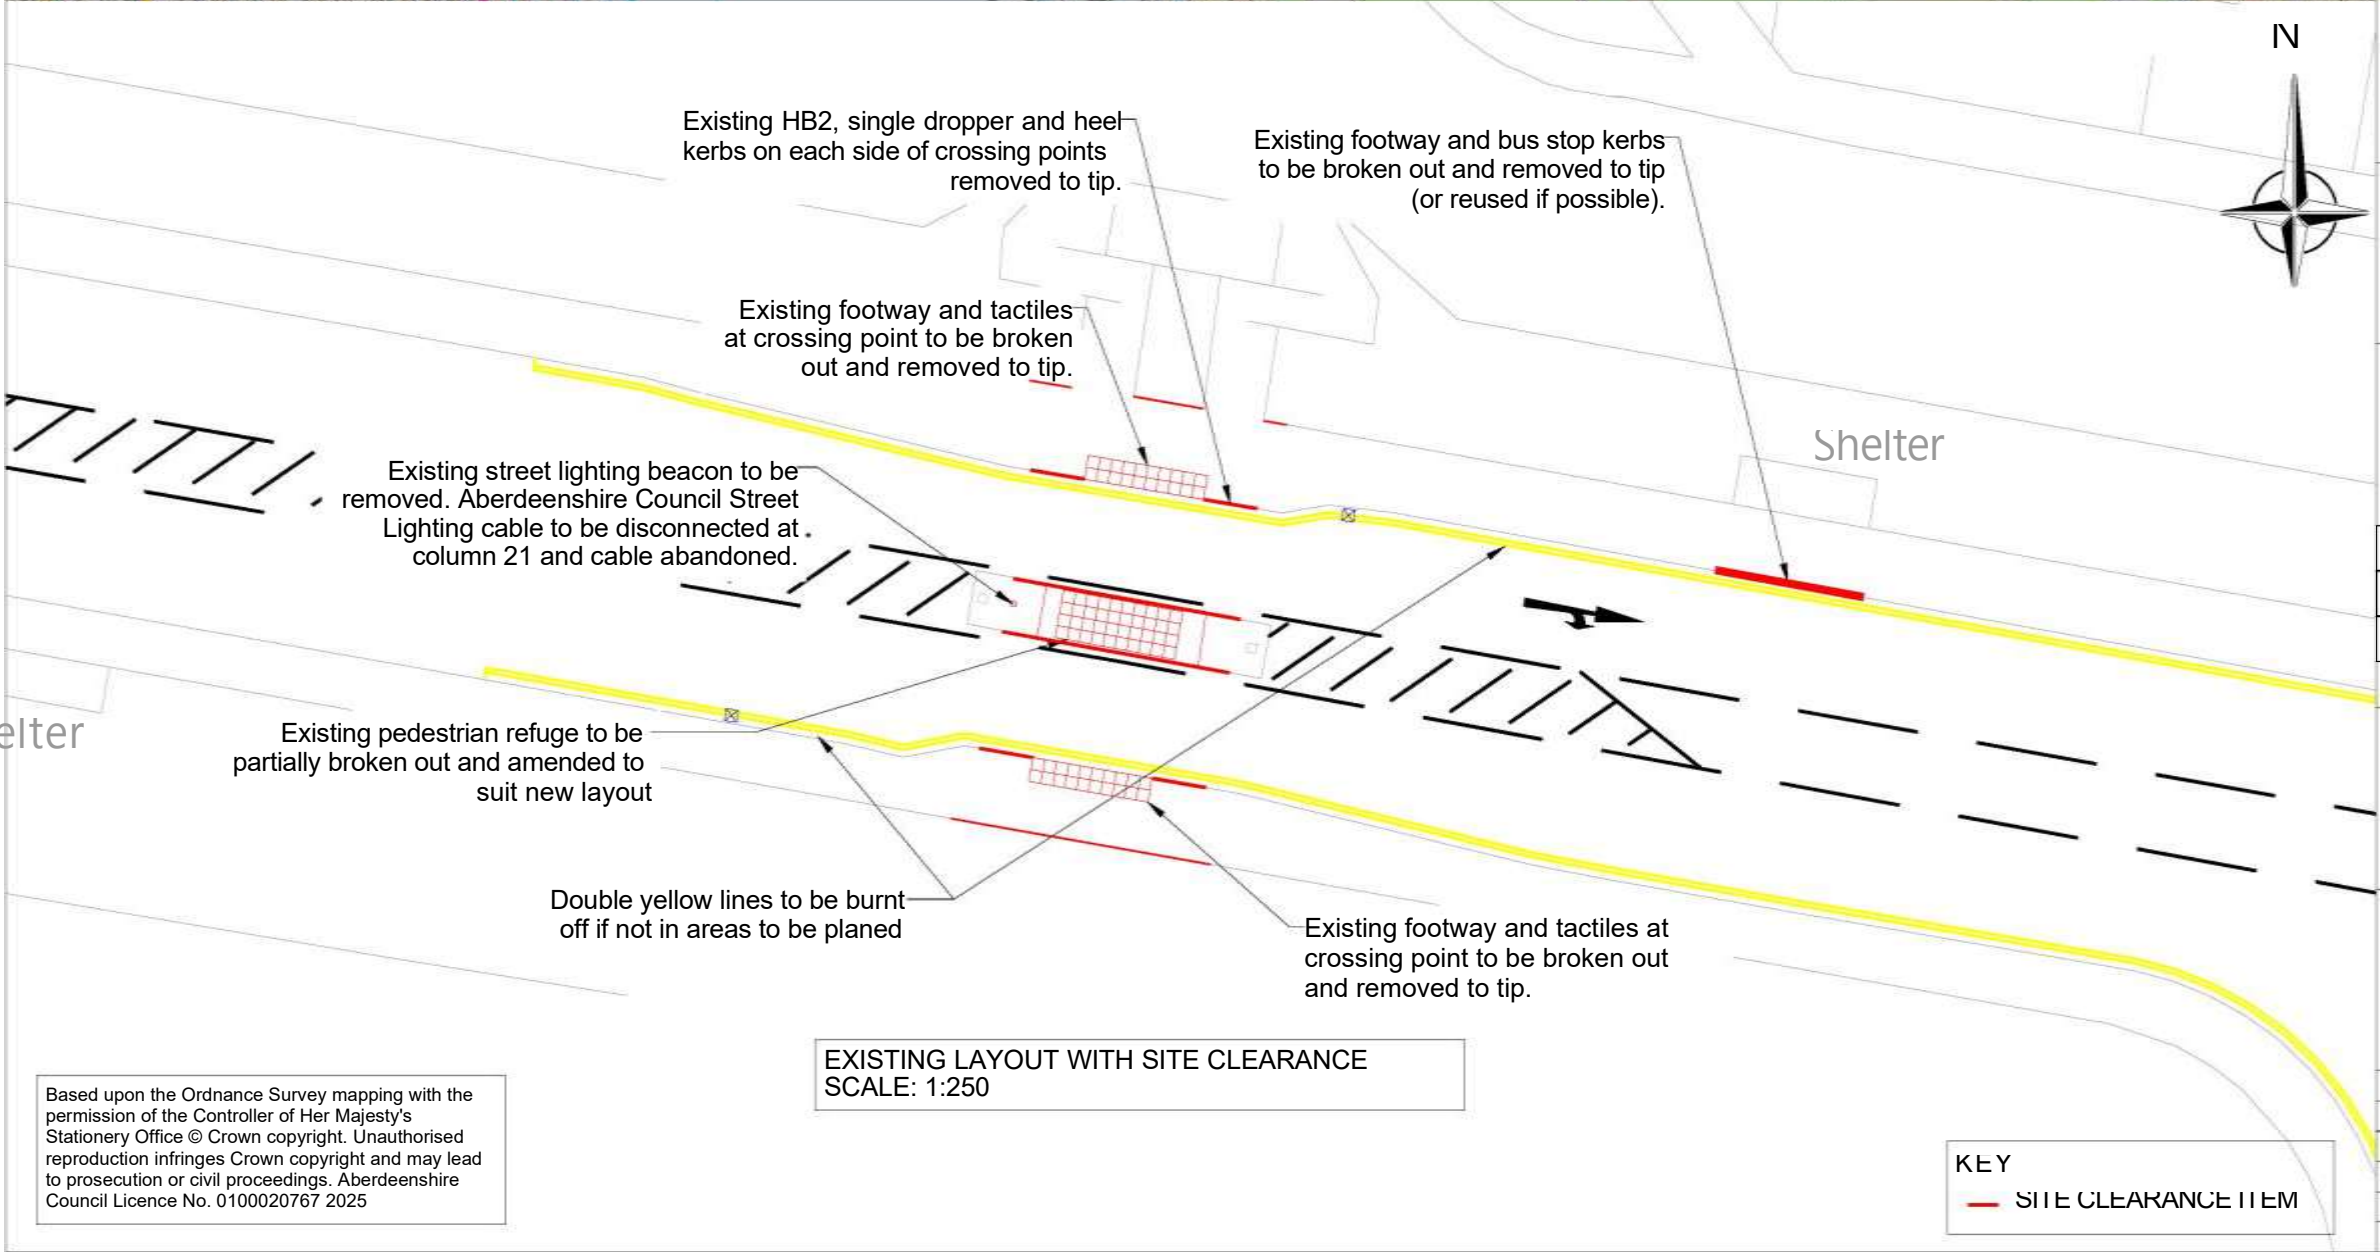 N
Existing HB2, single dropper and heel
kerbs on each side of crossing points
removed to tip.
Existing footway and bus stop kerbs
to be broken out and removed to tip
(or reused if possible).
Existing footway and tactiles
at crossing point to be broken
out and removed to tip.
Shelter
Existing street lighting beacon to be
removed. Aberdeenshire Council Street
Lighting cable to be disconnected at
column 21 and cable abandoned.
elter
Existing pedestrian refuge to be
partially broken out and amended to
suit new layout
Double yellow lines to be burnt
off if not in areas to be planed
Existing footway and tactiles at
crossing point to be broken out
and removed to tip.
EXISTING LAYOUT WITH SITE CLEARANCE
SCALE: 1:250
Based upon the Ordnance Survey mapping with the
permission of the Controller of Her Majesty's
Stationery Office © Crown copyright. Unauthorised
reproduction infringes Crown copyright and may lead
to prosecution or civil proceedings. Aberdeenshire
Council Licence No. 0100020767 2025
KEY
SITE CLEARANCE ITEM